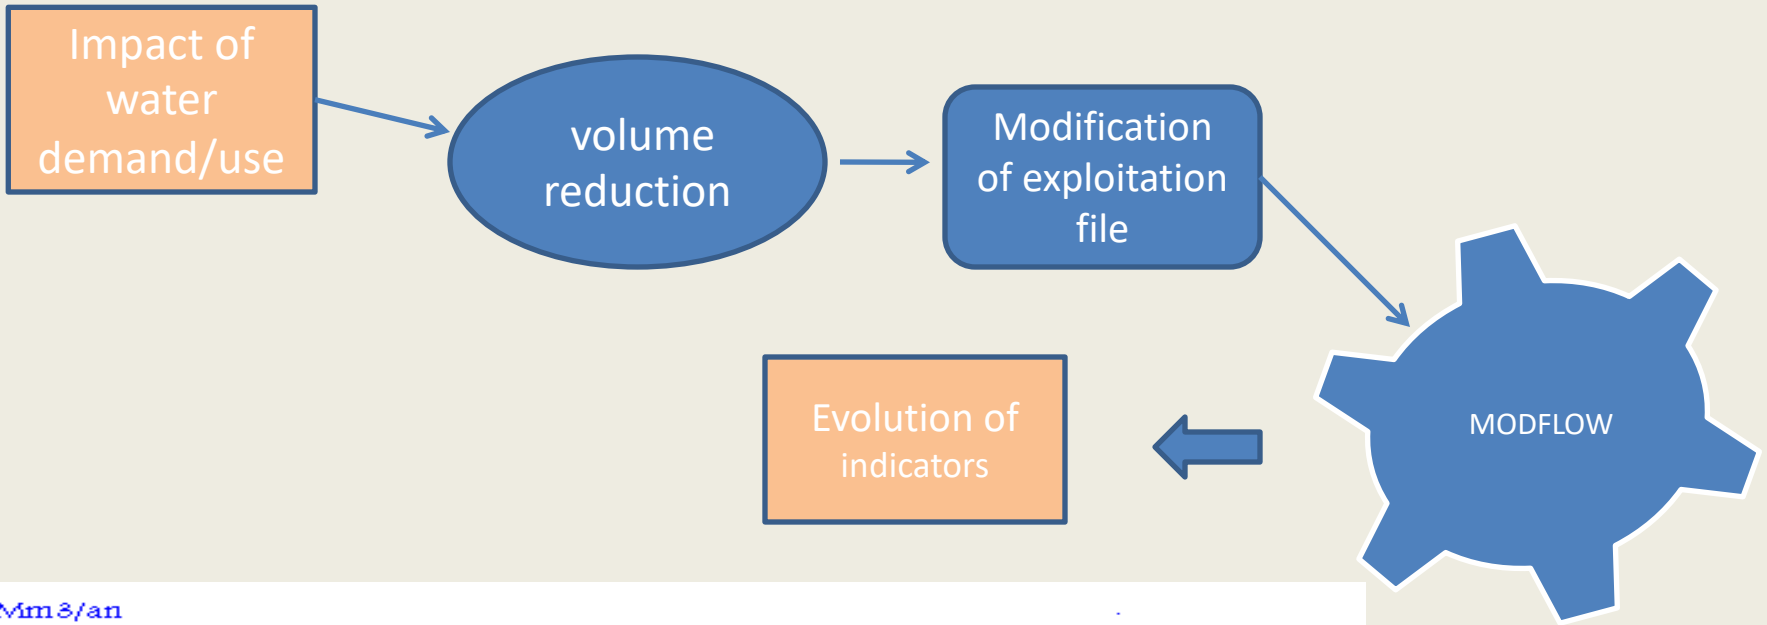 Impact of
water
demand/use
volume
reduction
Modification
of exploitation
file
MODFLOW
Evolution of
indicators
Mm3/an